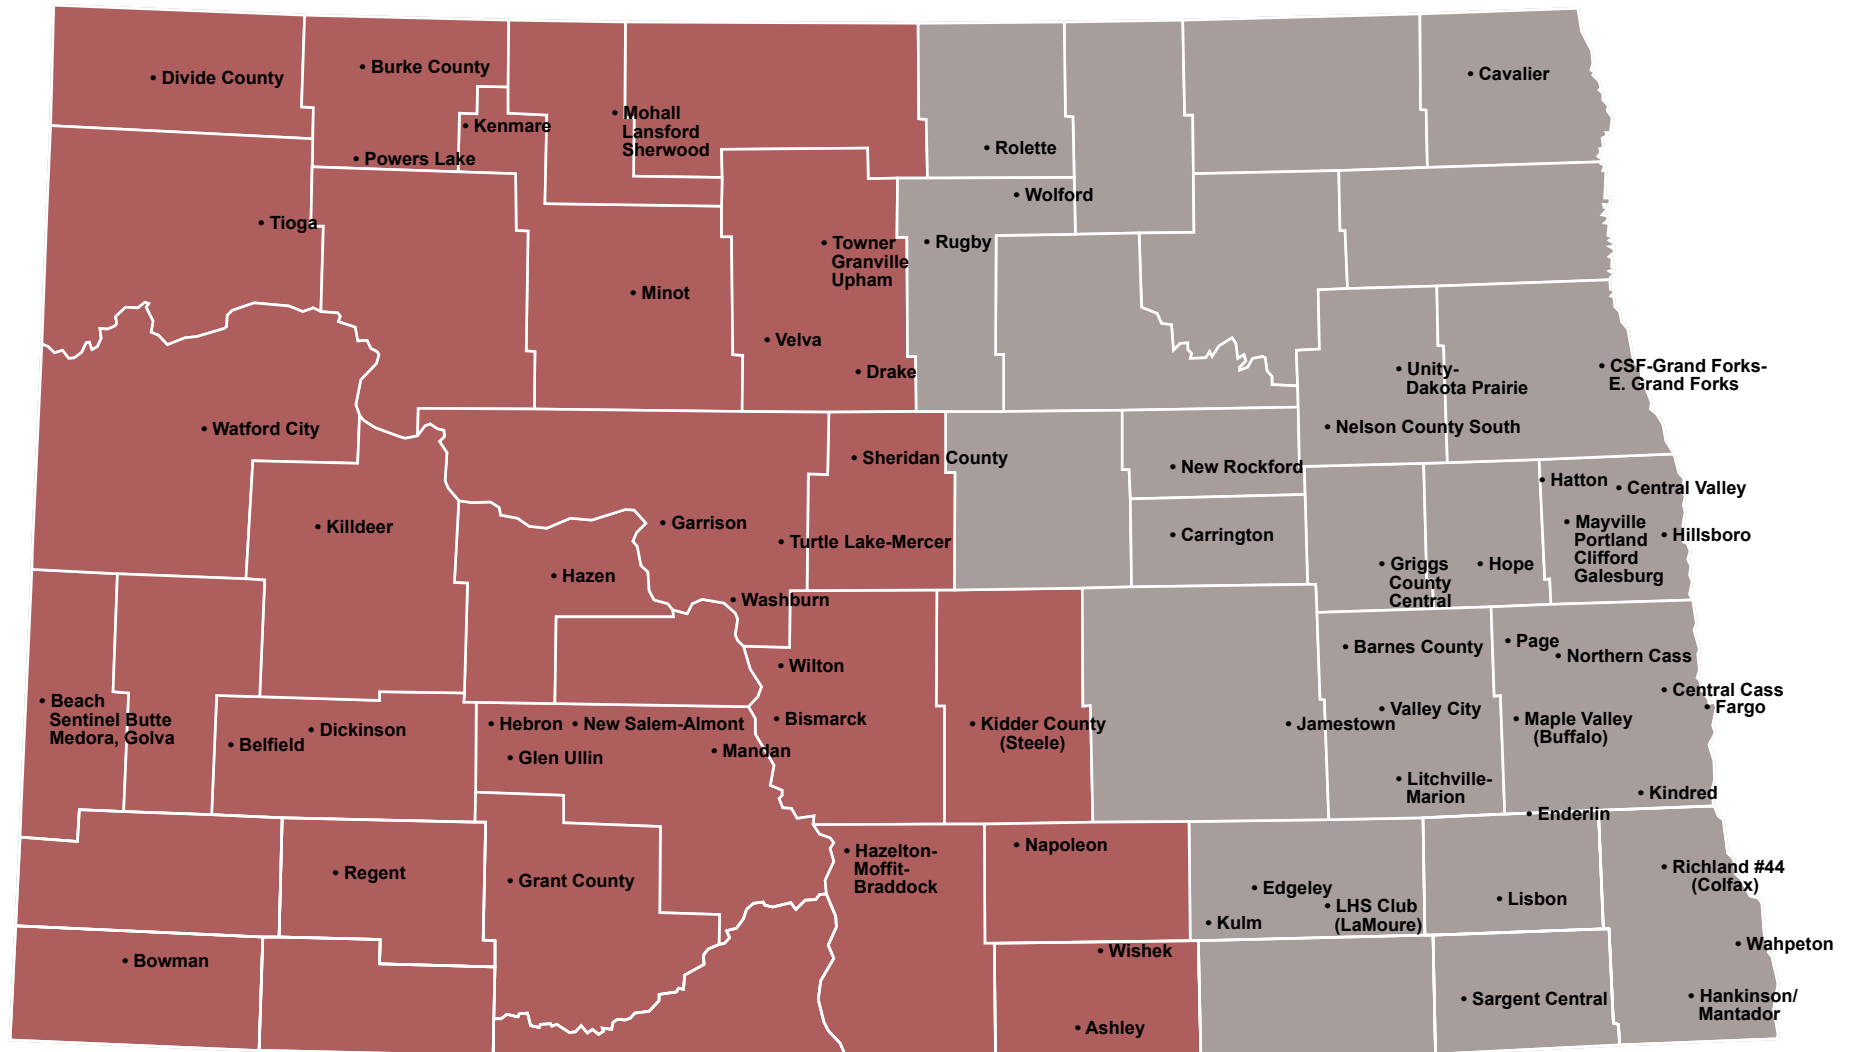 • Divide County
• Burke County
• Cavalier
• Kenmare
• Mohall
Lansford
Sherwood
• Powers Lake
• Rolette
• Wolford
• Tioga
• Towner
Granville
Upham
• Rugby
• Minot
• Velva
• Drake
• Unity-
Dakota Prairie
• CSF-Grand Forks-
E. Grand Forks
• Watford City
• Nelson County South
• Sheridan County
• New Rockford
• Hatton
• Central Valley
• Killdeer
• Garrison
• Turtle Lake-Mercer
• Carrington
• Mayville
Portland
Clifford
Galesburg
• Hillsboro
• Hazen
• Griggs
County
Central
• Hope
• Washburn
• Wilton
• Barnes County
• Page
• Northern Cass
• Beach
Sentinel Butte
Medora, Golva
• Belfield
• Dickinson
• Hebron
• New Salem-Almont
• Glen Ullin
• Mandan
• Bismarck
• Kidder County
(Steele)
• Jamestown
• Valley City
• Maple Valley
(Buffalo)
• Central Cass
• Fargo
• Litchville-
Marion
• Kindred
• Enderlin
• Regent
• Grant County
• Hazelton-
Moffit-
Braddock
• Napoleon
• Edgeley
• Kulm
• LHS Club
(LaMoure)
• Lisbon
• Richland #44
(Colfax)
• Bowman
• Wishek
• Wahpeton
• Ashley
• Sargent Central
• Hankinson/
Mantador